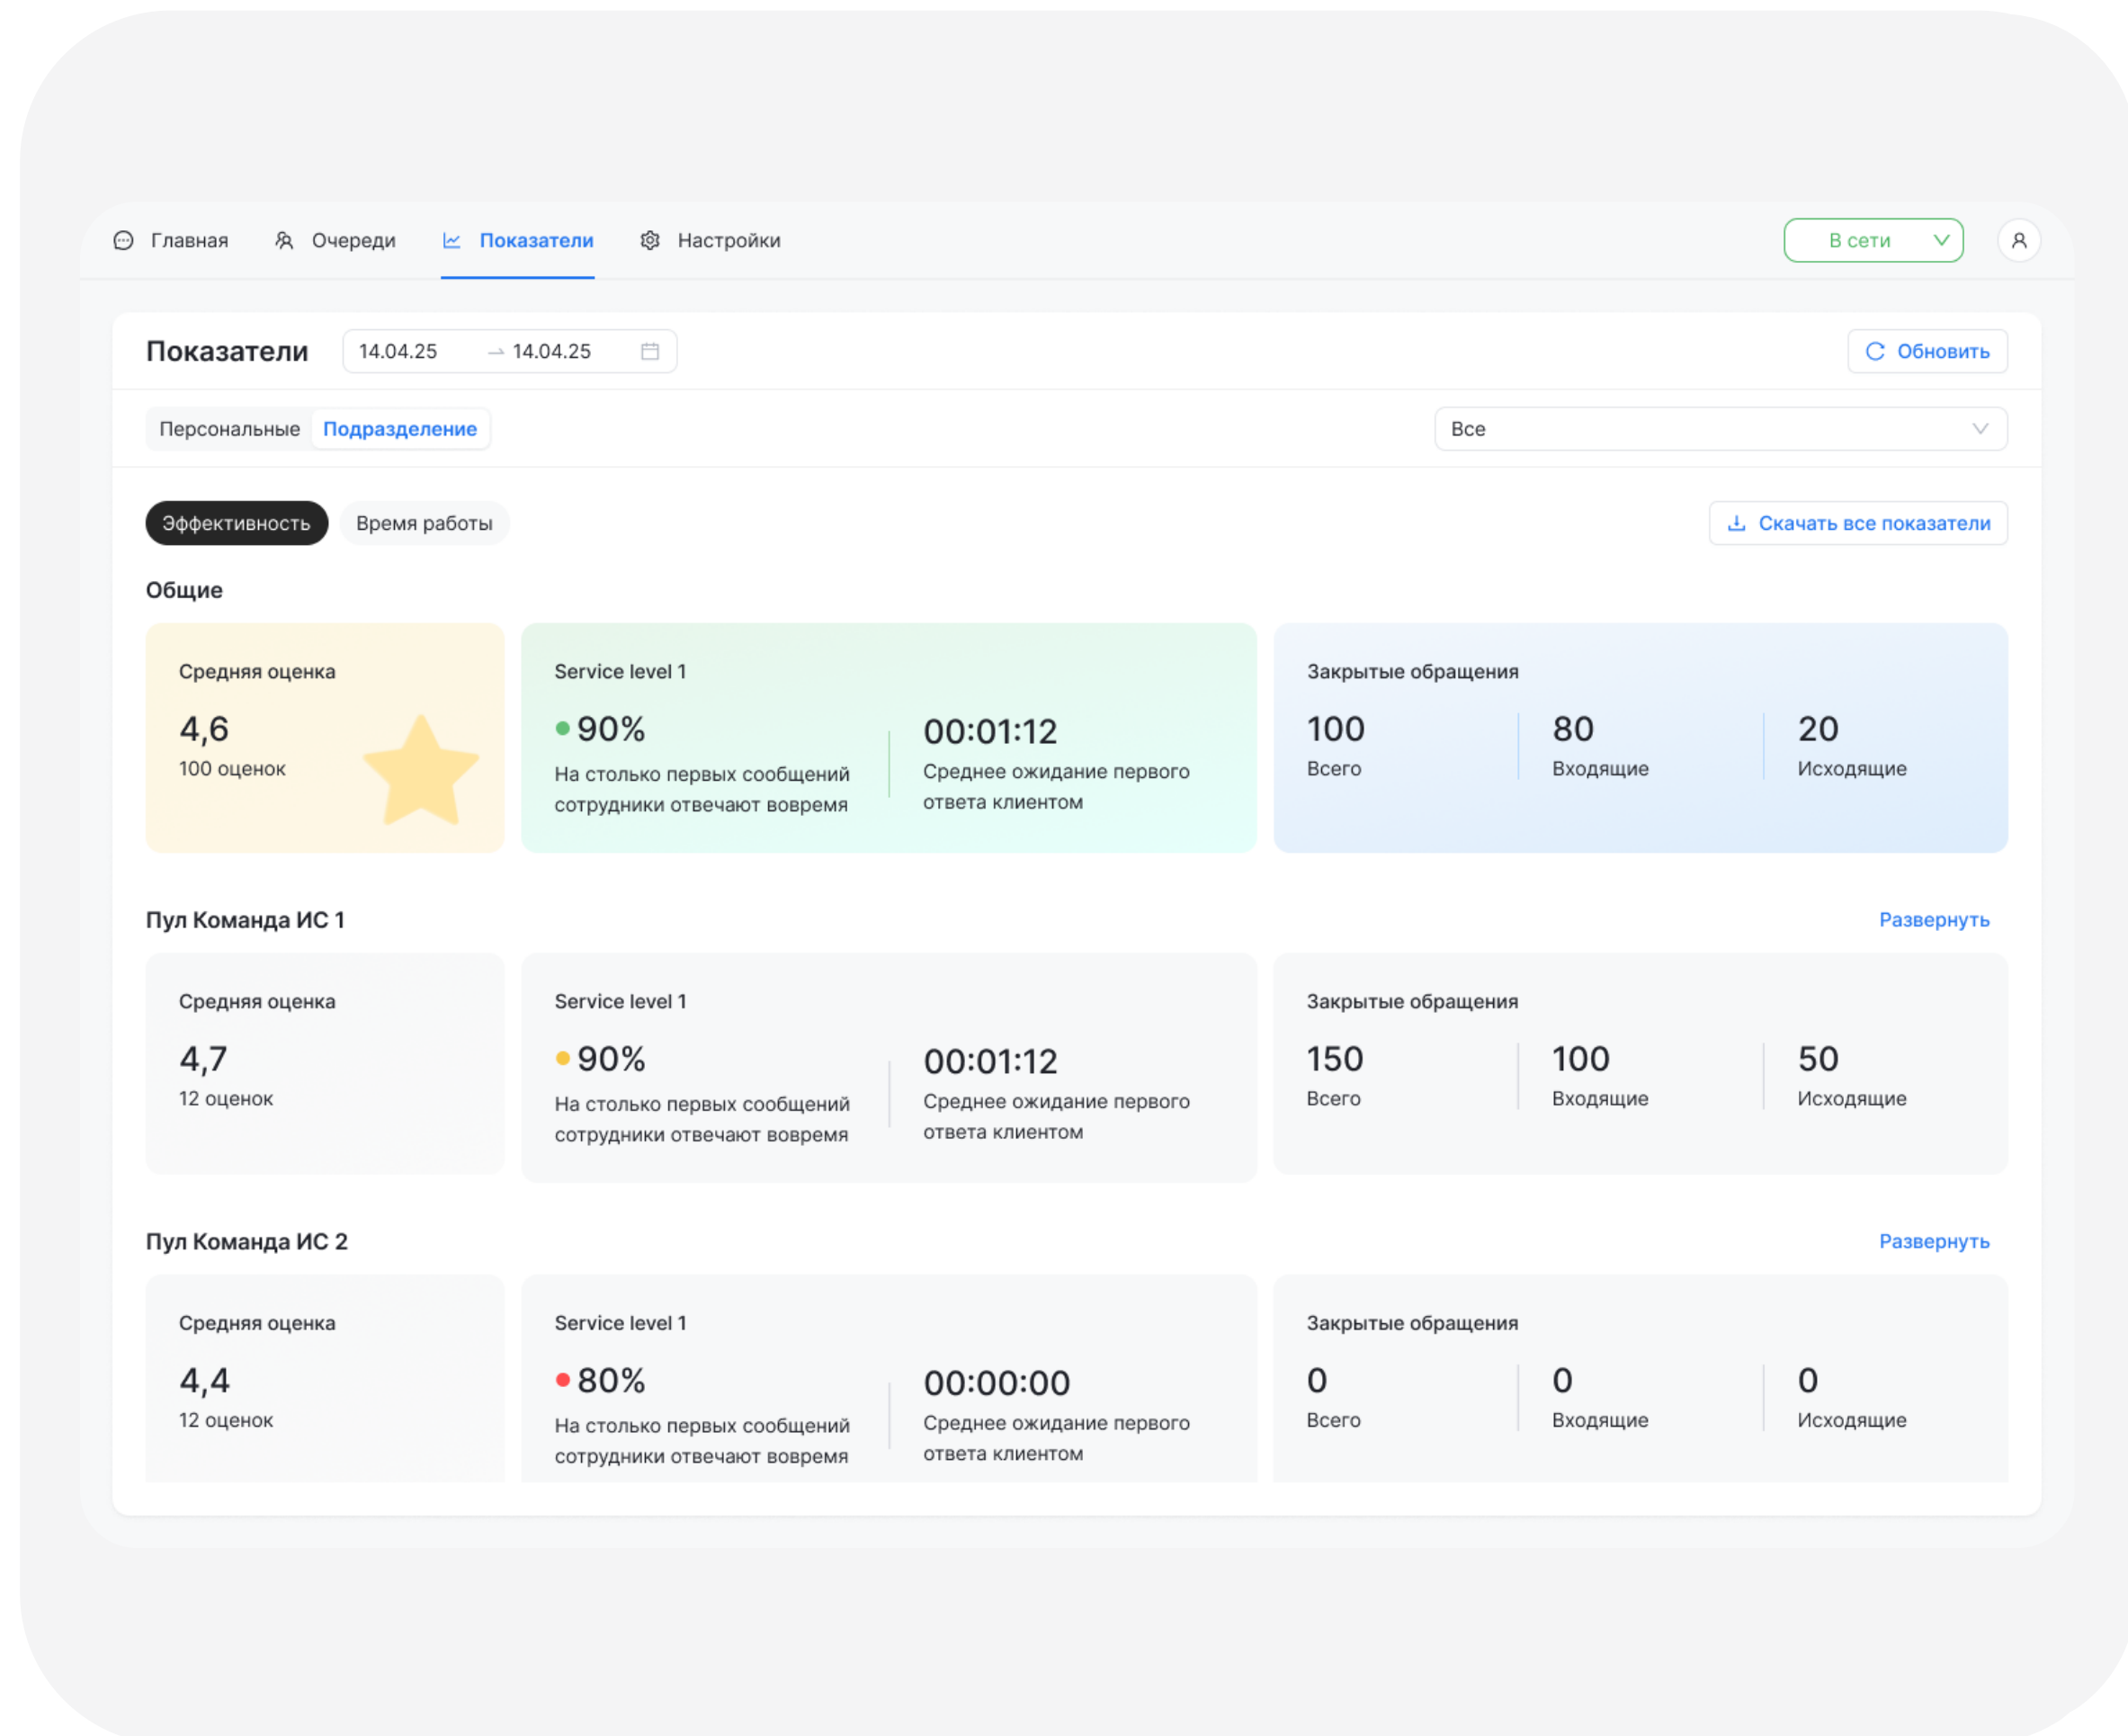 Главная Очереди Показатели Настройки В сети
Показатели 14.04.25 → 14.04.25 Обновить
Персональные Подразделение Все
Эффективность Время работы Скачать все показатели
Общие
Средняя оценка
4,6
100 оценок
Service level 1
90%
На столько первых сообщений
сотрудники отвечают вовремя
00:01:12
Среднее ожидание первого
ответа клиентом
Закрытые обращения
100 80 20
Всего Входящие Исходящие
Пул Команда ИС 1 Развернуть
Средняя оценка
4,7
12 оценок
Service level 1
90%
На столько первых сообщений
сотрудники отвечают вовремя
00:01:12
Среднее ожидание первого
ответа клиентом
Закрытые обращения
150 100 50
Всего Входящие Исходящие
Пул Команда ИС 2 Развернуть
Средняя оценка
4,4
12 оценок
Service level 1
80%
На столько первых сообщений
сотрудники отвечают вовремя
00:00:00
Среднее ожидание первого
ответа клиентом
Закрытые обращения
0 0 0
Всего Входящие Исходящие